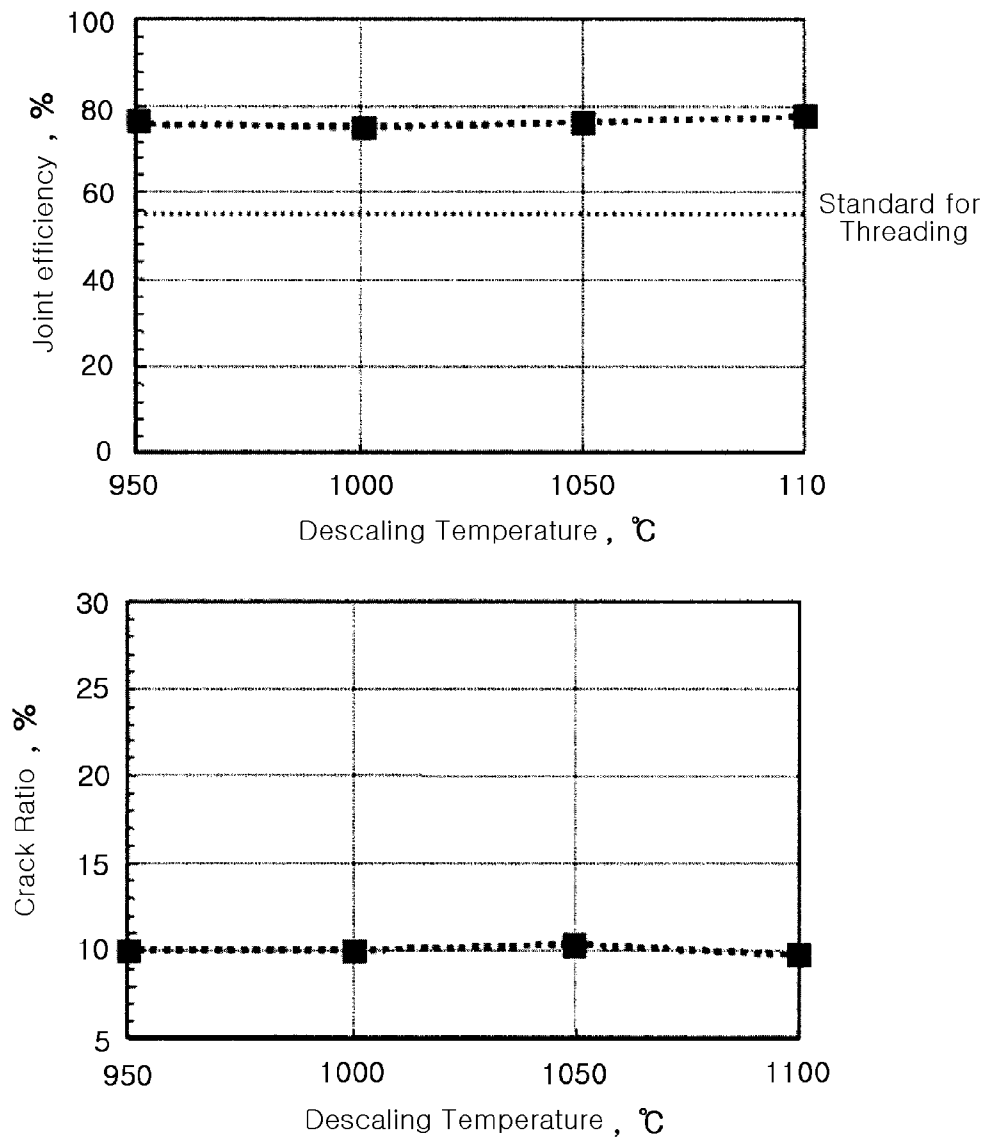 100
80
60
40
20
0
Joint efficiency , %
Standard for
Threading
950 1000 1050 110
Descaling Temperature , ℃
30
25
20
15
10
5
Crack Ratio , %
950 1000 1050 1100
Descaling Temperature , ℃